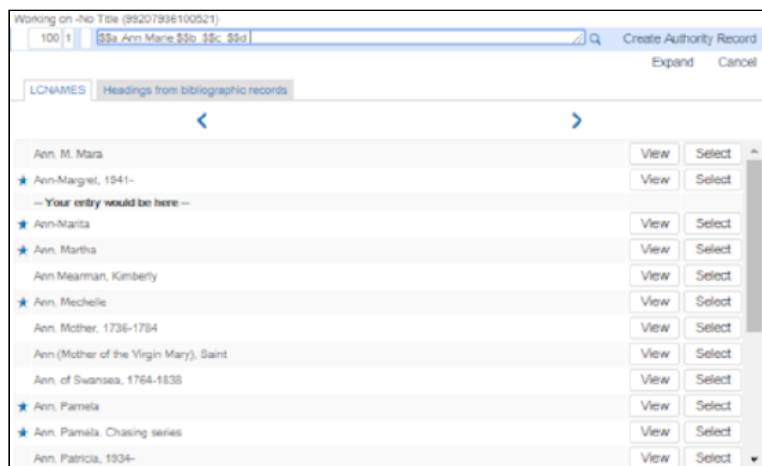 Working on -No Title (99207936100521)
100 1 $$a Ann Marie $$b $$c $$d Create Authority Record
Expand Cancel
LCNAMES Headings from bibliographic records
Ann, M. Mara View Select
Ann-Margret, 1941- View Select
-- Your entry would be here --
Ann-Marita View Select
Ann, Martha View Select
Ann Mearman, Kimberly View Select
Ann, Mechelle View Select
Ann, Mother, 1736-1784 View Select
Ann (Mother of the Virgin Mary), Saint View Select
Ann, of Swansea, 1764-1838 View Select
Ann, Pamela View Select
Ann, Pamela. Chasing series View Select
Ann, Patricia, 1934- View Select